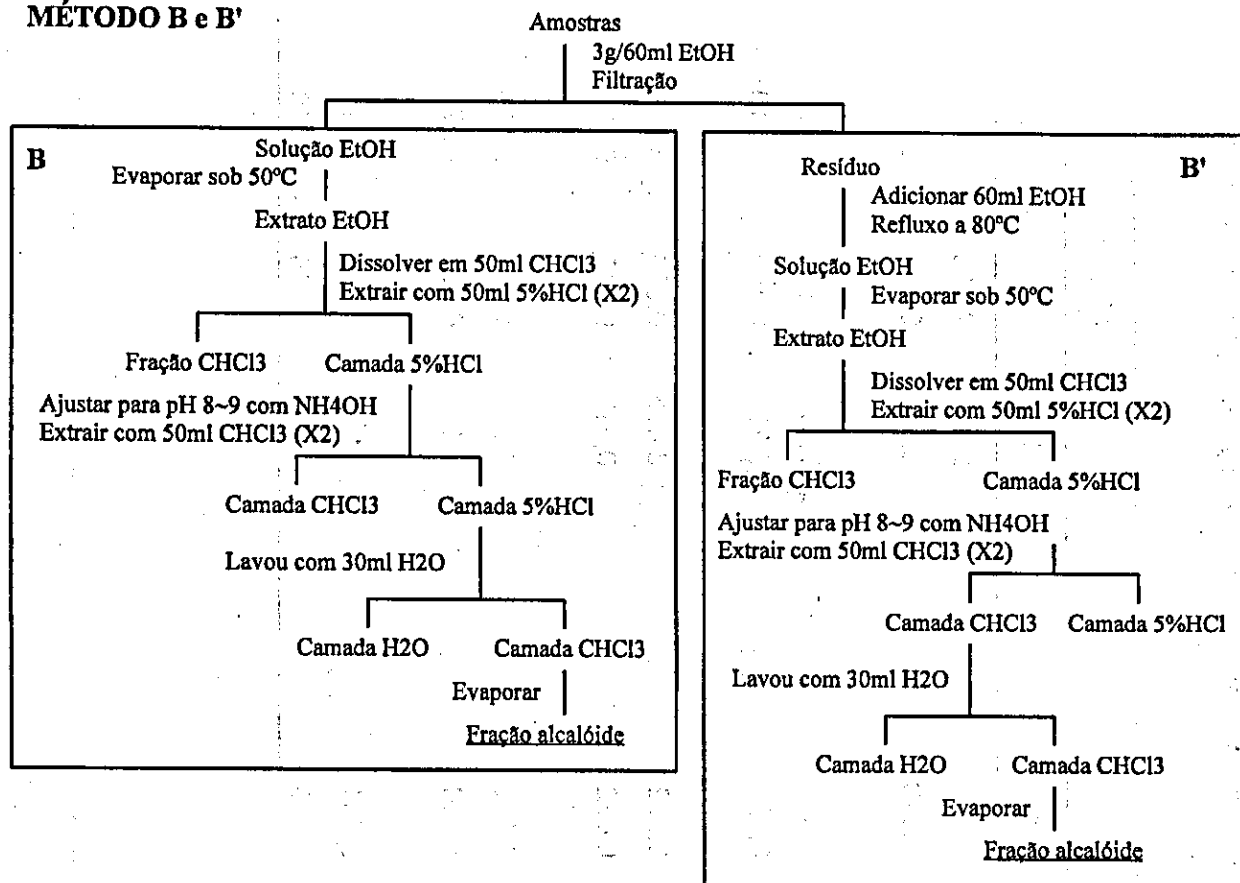 MÉTODO B e B'
Amostras
3g/60ml EtOH
Filtração
B
Solução EtOH
Evaporar sob 50ºC
Extrato EtOH
Dissolver em 50ml CHCl3
Extrair com 50ml 5%HCl (X2)
Fração CHCl3
Camada 5%HCl
Ajustar para pH 8~9 com NH4OH
Extrair com 50ml CHCl3 (X2)
Camada CHCl3
Camada 5%HCl
Lavou com 30ml H2O
Camada H2O
Camada CHCl3
Evaporar
Fração alcalóide
B'
Resíduo
Adicionar 60ml EtOH
Refluxo a 80ºC
Solução EtOH
Evaporar sob 50ºC
Extrato EtOH
Dissolver em 50ml CHCl3
Extrair com 50ml 5%HCl (X2)
Fração CHCl3
Camada 5%HCl
Ajustar para pH 8~9 com NH4OH
Extrair com 50ml CHCl3 (X2)
Camada CHCl3
Camada 5%HCl
Lavou com 30ml H2O
Camada H2O
Camada CHCl3
Evaporar
Fração alcalóide